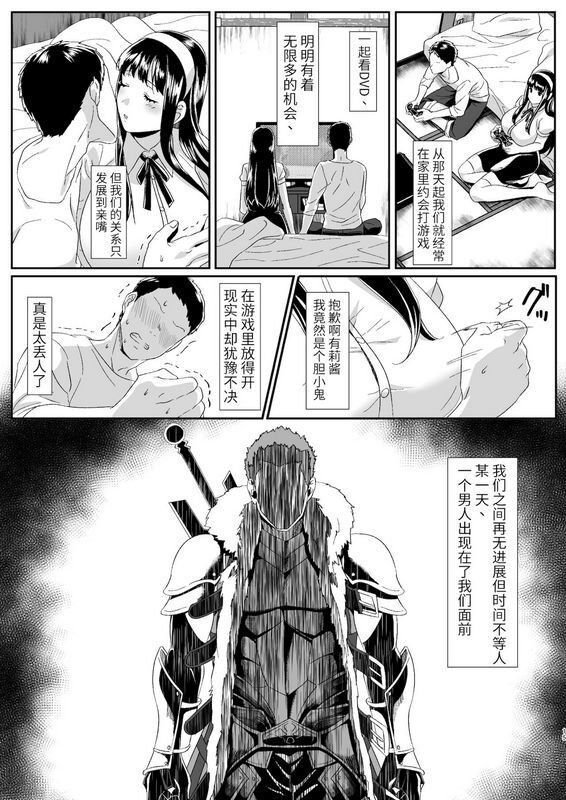 从那天起我们就经常
在家里约会打游戏
一起看DVD、
明明有着
无限多的机会、
但我们的关系只
发展到亲嘴
グッ
抱歉啊有莉酱
我竟然是个胆小鬼
在游戏里放得开
现实中却犹豫不决
真是太丢人了
我们之间再无进展但时间不等人
某一天、
一个男人出现在了我们面前